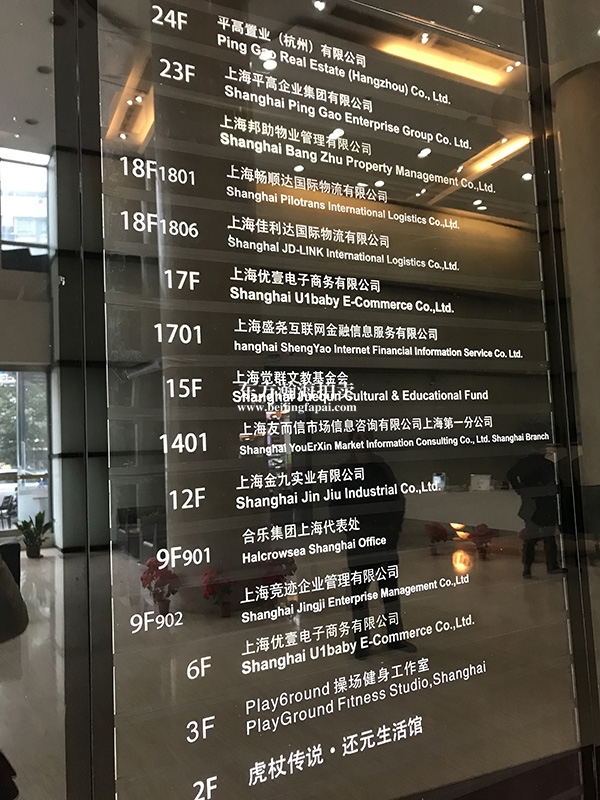 24F
平高置业（杭州）有限公司
Ping Gao Real Estate (Hangzhou) Co., Ltd.
23F
上海平高企业集团有限公司
Shanghai Ping Gao Enterprise Group Co. Ltd.
上海邦助物业管理有限公司
Shanghai Bang Zhu Property Management Co.,Ltd.
18F1801
上海畅顺达国际物流有限公司
Shanghai Pilotrans International Logistics Co.,Ltd.
18F1806
上海佳利达国际物流有限公司
Shanghai JD-LINK International Logistics Co.,Ltd.
17F
上海优壹电子商务有限公司
Shanghai U1baby E-Commerce Co.,Ltd.
1701
上海盛尧互联网金融信息服务有限公司
hanghai ShengYao Internet Financial Information Service Co. Ltd.
15F
上海觉群文教基金会
Shanghai Juequn Cultural & Educational Fund
www.beijingfapai.com
1401
上海友而信市场信息咨询有限公司上海第一分公司
Shanghai YouErXin Market Information Consulting Co., Ltd. Shanghai Branch
12F
上海金九实业有限公司
Shanghai Jin Jiu Industrial Co.,Ltd.
9F901
合乐集团上海代表处
Halcrowsea Shanghai Office
9F902
上海竞迹企业管理有限公司
Shanghai Jingji Enterprise Management Co.,Ltd
6F
上海优壹电子商务有限公司
Shanghai U1baby E-Commerce Co.,Ltd.
3F
Play6round 操场健身工作室
PlayGround Fitness Studio,Shanghai
2F
虎杖传说·还元生活馆